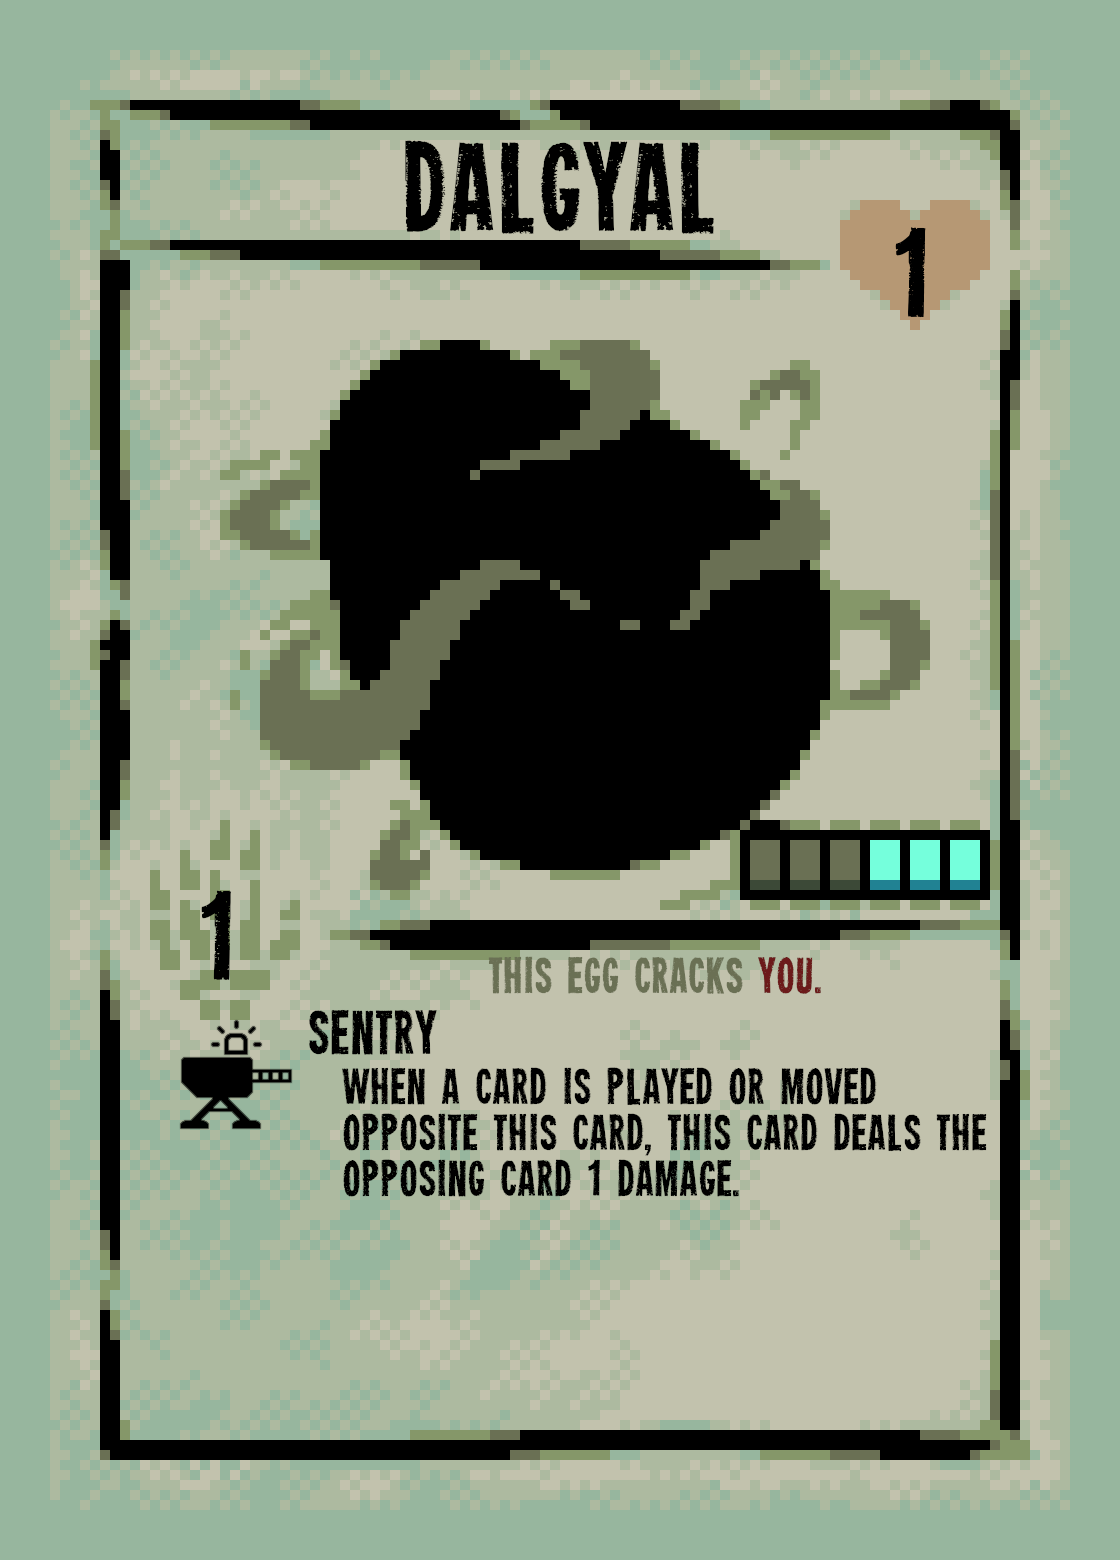 DALGYAL
1
1
THIS EGG CRACKS YOU.
SENTRY
WHEN A CARD IS PLAYED OR MOVED
OPPOSITE THIS CARD, THIS CARD DEALS THE
OPPOSING CARD 1 DAMAGE.